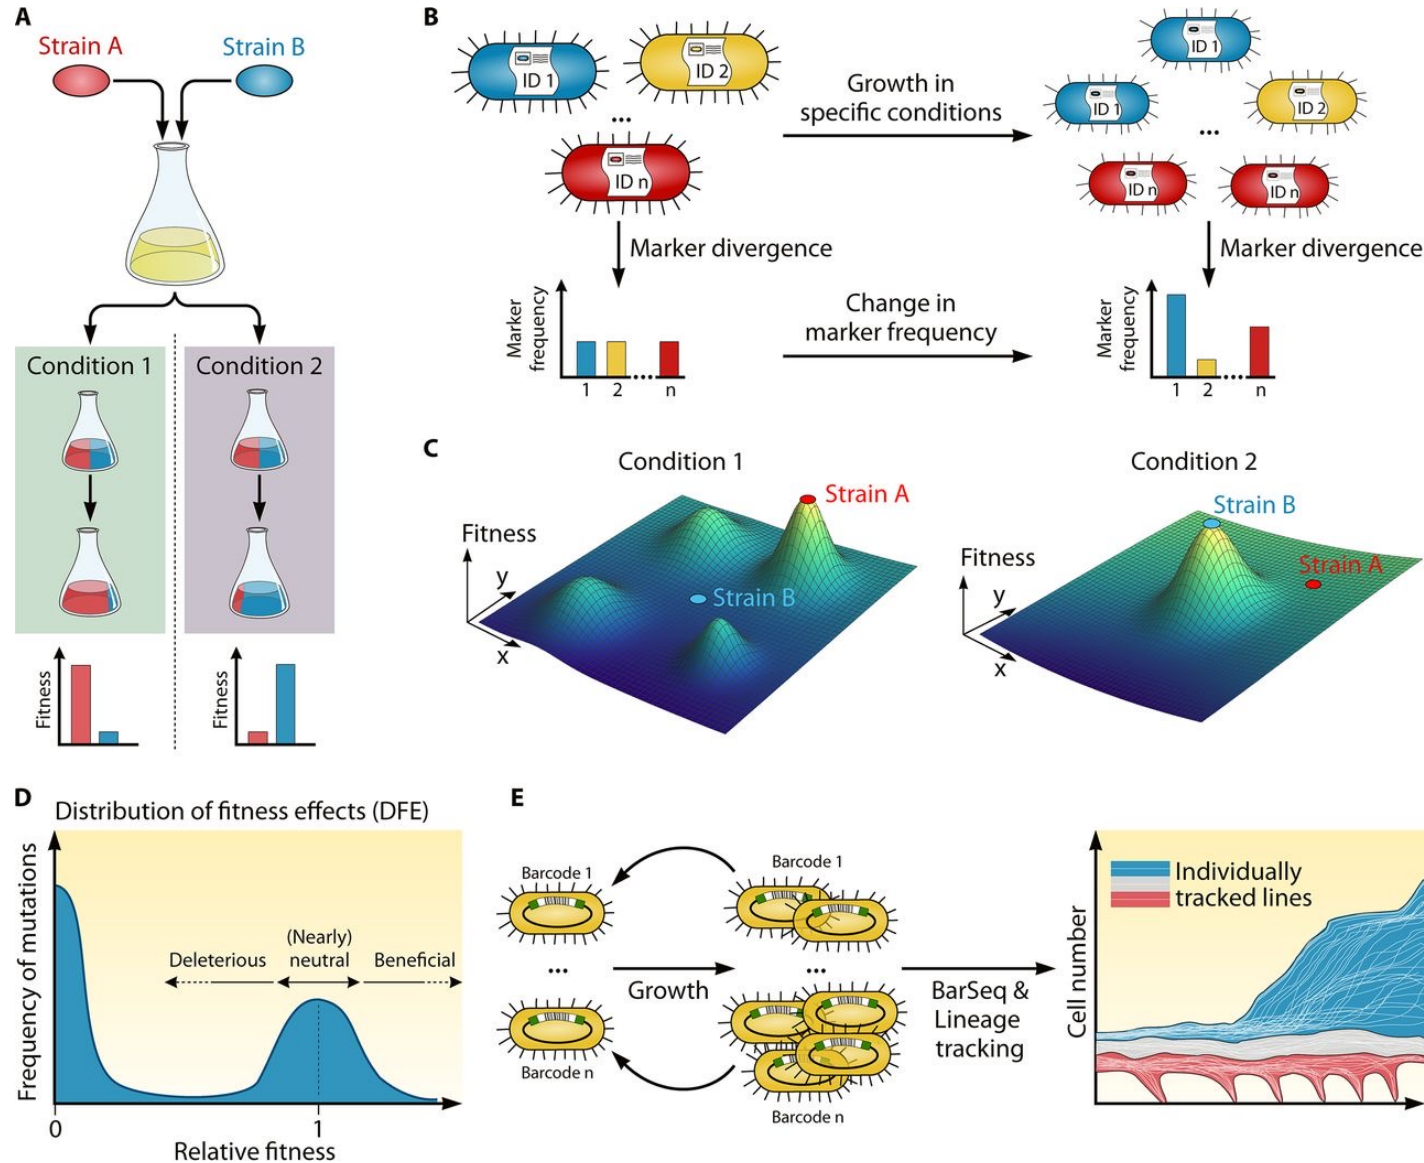 A
Strain A
Strain B
Condition 1
Condition 2
Fitness
Fitness
B
ID 1
ID 2
...
ID n
Growth in
specific conditions
ID 1
ID 1
ID 2
...
ID n
ID n
Marker divergence
Marker divergence
Marker
frequency
1
2
....
n
Change in
marker frequency
Marker
frequency
1
2
....
n
C
Condition 1
Strain A
Fitness
y
Strain B
x
Condition 2
Strain B
Fitness
Strain A
y
x
D
Distribution of fitness effects (DFE)
Frequency of mutations
Deleterious
(Nearly)
neutral
Beneficial
0
1
Relative fitness
E
Barcode 1
...
Barcode n
Growth
Barcode 1
...
Barcode n
BarSeq &
Lineage
tracking
Cell number
Individually
tracked lines